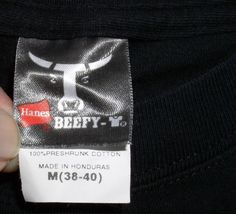 Hanes
BEEFY-T®
100% PRESHRUNK COTTON
MADE IN HONDURAS
M(38-40)